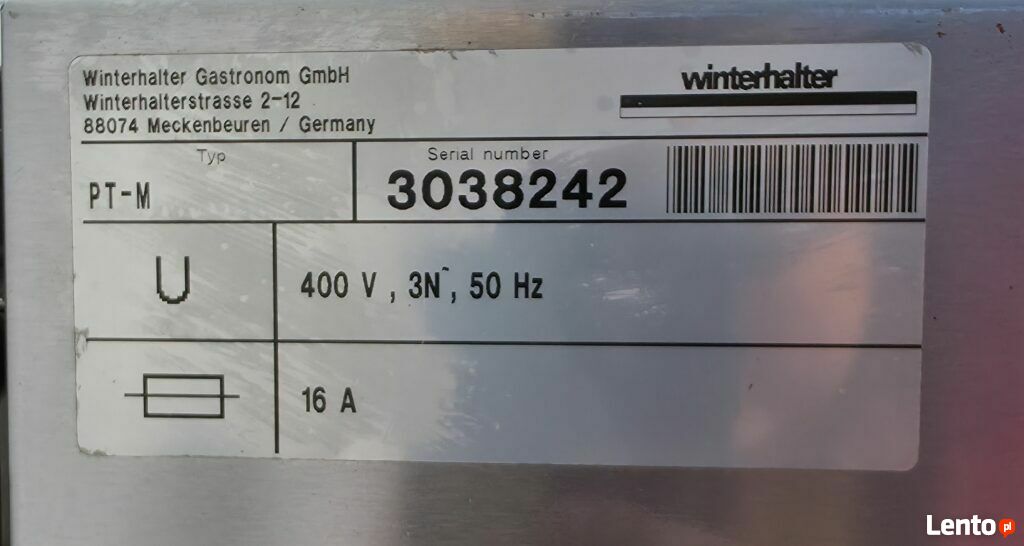 Winterhalter Gastronom GmbH
Winterhalterstrasse 2-12
88074 Meckenbeuren / Germany
winterhalter
Typ
PT-M
Serial number
3038242
U
400 V , 3N~, 50 Hz
16 A
Lento pl